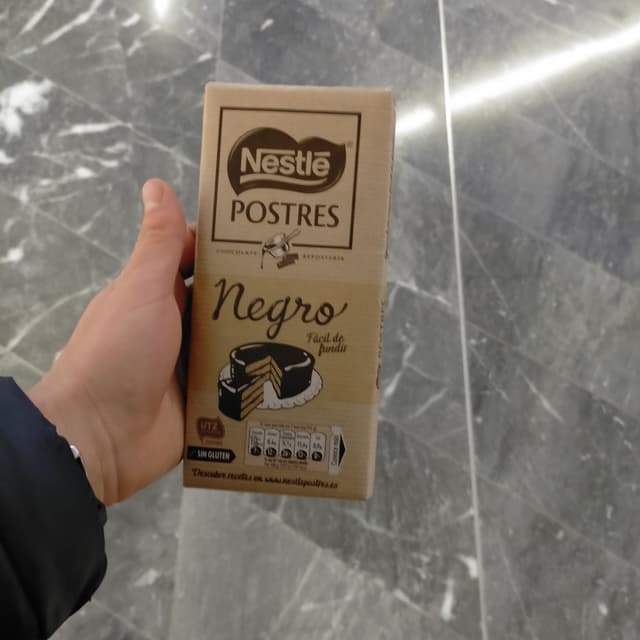 Nestlé
POSTRES
CHOCOLATE REPOSTERÍA
Negro
Fácil de
fundir
UTZ
SIN GLUTEN
Descubre recetas en www.nestlepostres.es